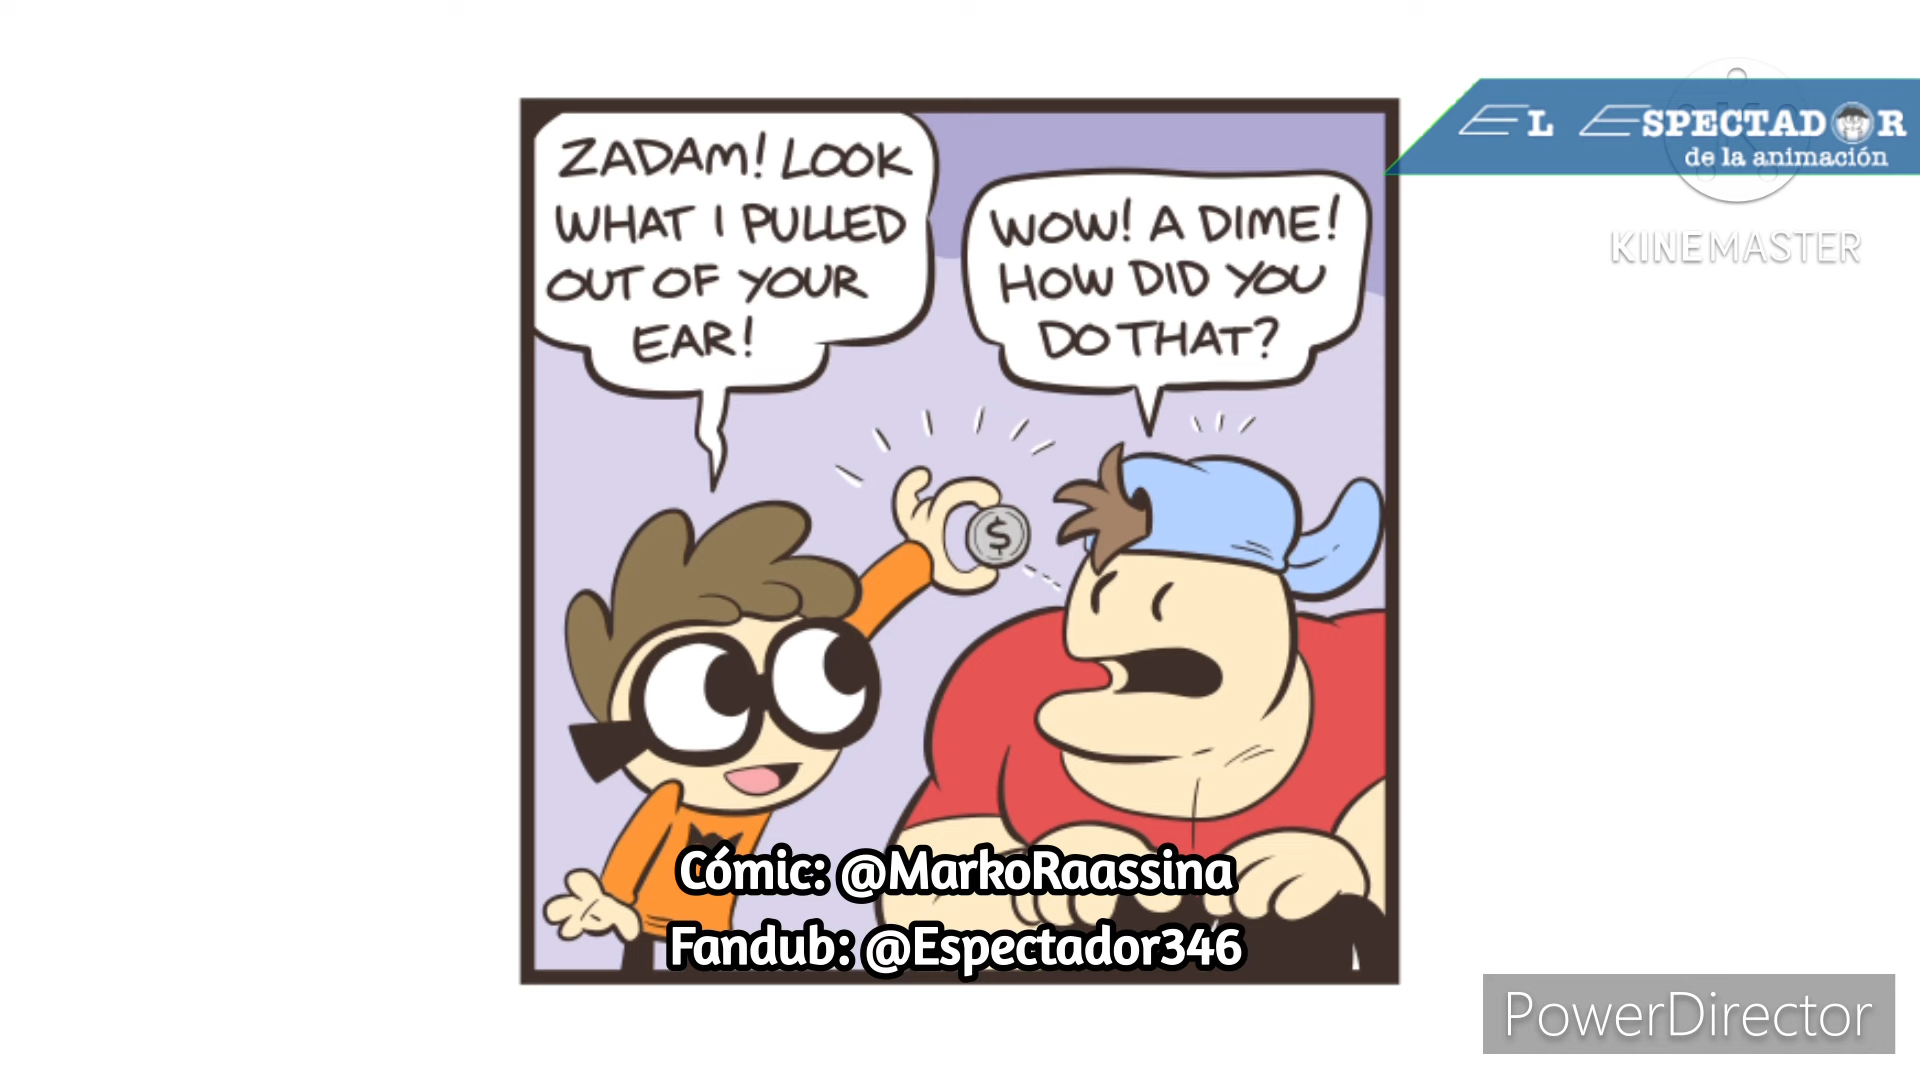 ZADAM! LOOK
WHAT I PULLED
OUT OF YOUR
EAR!
WOW! A DIME!
HOW DID YOU
DO THAT?
$
EL ESPECTADOR
de la animación
KINEMASTER
Cómic: @MarkoRaassina
Fandub: @Espectador346
PowerDirector